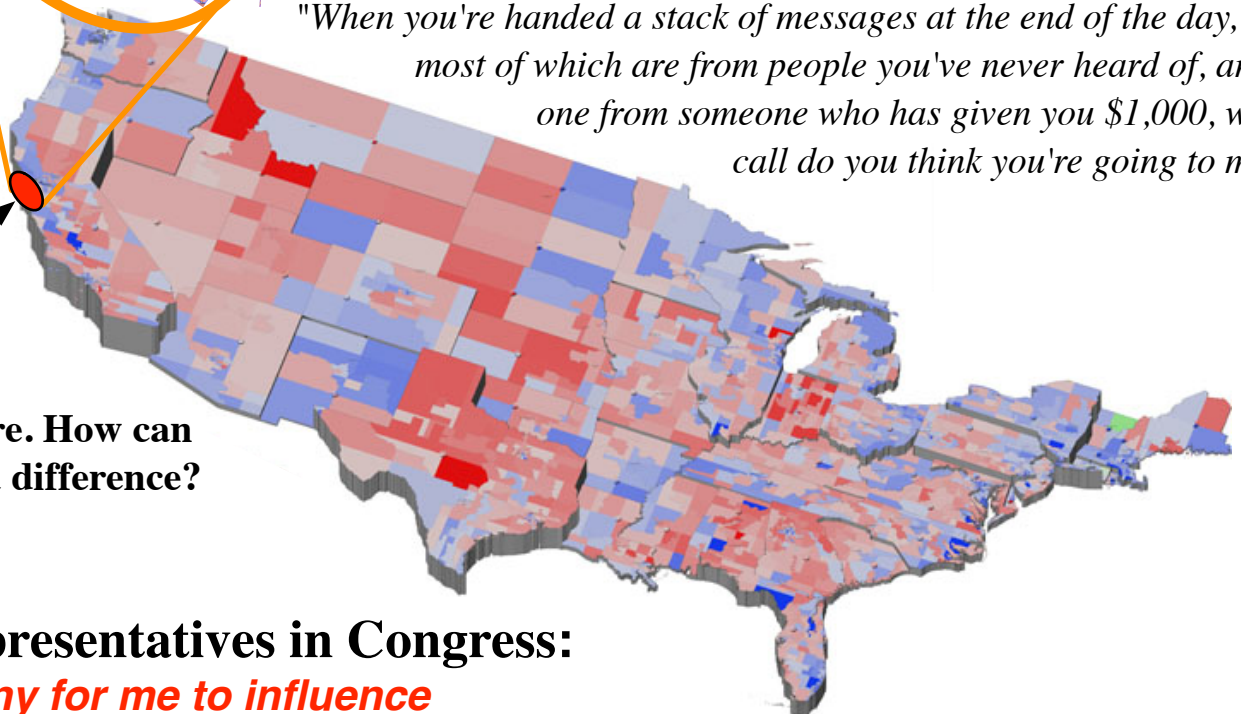 "When you're handed a stack of messages at the end of the day,
most of which are from people you've never heard of,
one from someone who has given you $1,000,
call do you think you're going to
How can
difference?
in Congress:
for me to influence